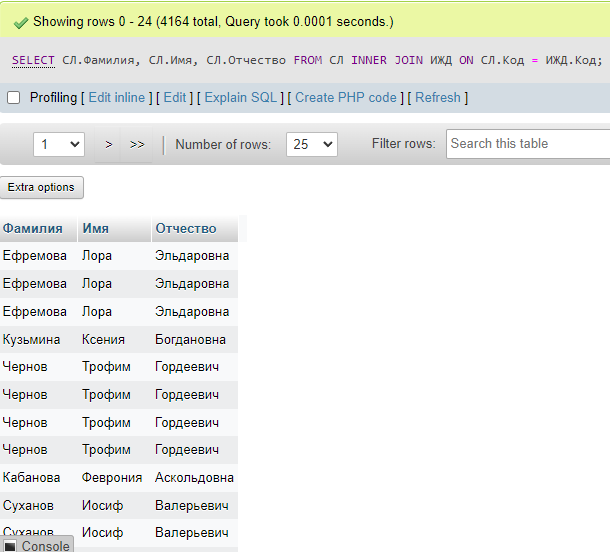 Showing rows 0 - 24 (4164 total, Query took 0.0001 seconds.)
SELECT СЛ.Фамилия, СЛ.Имя, СЛ.Отчество FROM СЛ INNER JOIN ИЖД ON СЛ.Код = ИЖД.Код;
Profiling [ Edit inline ] [ Edit ] [ Explain SQL ] [ Create PHP code ] [ Refresh ]
1 > >> | Number of rows: 25 Filter rows: Search this table
Extra options
Фамилия Имя Отчество
Ефремова Лора Эльдаровна
Ефремова Лора Эльдаровна
Ефремова Лора Эльдаровна
Кузьмина Ксения Богдановна
Чернов Трофим Гордеевич
Чернов Трофим Гордеевич
Чернов Трофим Гордеевич
Чернов Трофим Гордеевич
Кабанова Феврония Аскольдовна
Суханов Иосиф Валерьевич
Суханов Иосиф Валерьевич
Console